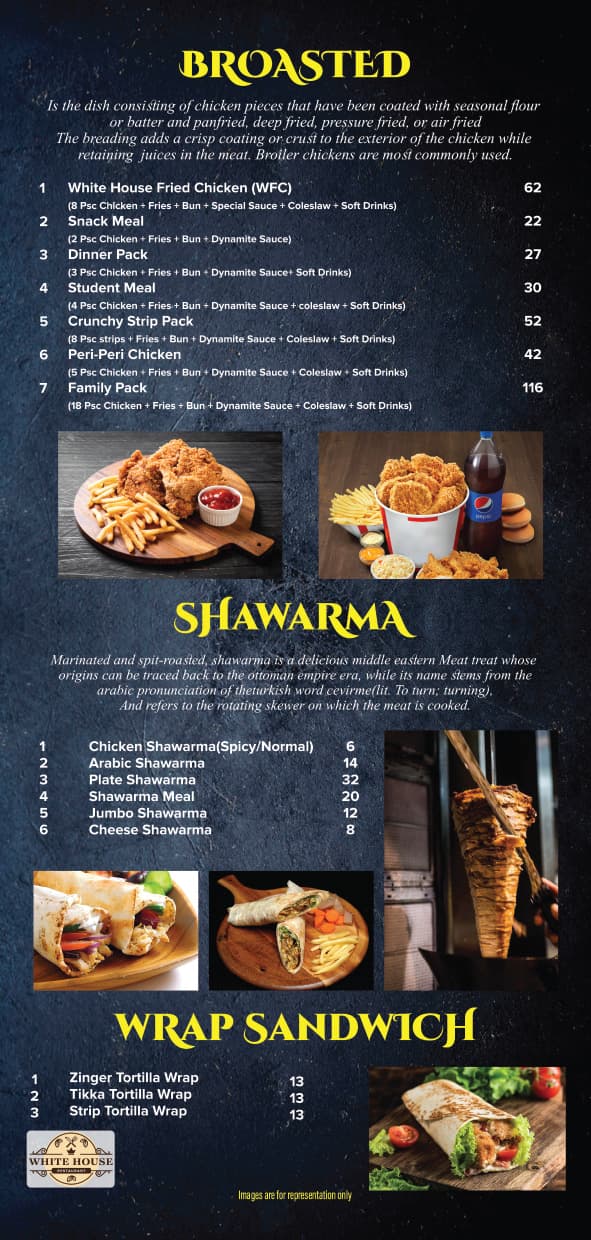 BROASTED
Is the dish consisting of chicken pieces that have been coated with seasonal flour
or batter and panfried, deep fried, pressure fried, or air fried
The breading adds a crisp coating or crust to the exterior of the chicken while
retaining juices in the meat. Broiler chickens are most commonly used.
1 White House Fried Chicken (WFC) 62
(8 Psc Chicken + Fries + Bun + Special Sauce + Coleslaw + Soft Drinks)
2 Snack Meal 22
(2 Psc Chicken + Fries + Bun + Dynamite Sauce)
3 Dinner Pack 27
(3 Psc Chicken + Fries + Bun + Dynamite Sauce+ Soft Drinks)
4 Student Meal 30
(4 Psc Chicken + Fries + Bun + Dynamite Sauce + coleslaw + Soft Drinks)
5 Crunchy Strip Pack 52
(8 Psc strips + Fries + Bun + Dynamite Sauce + Coleslaw + Soft Drinks)
6 Peri-Peri Chicken 42
(5 Psc Chicken + Fries + Bun + Dynamite Sauce + Coleslaw + Soft Drinks)
7 Family Pack 116
(18 Psc Chicken + Fries + Bun + Dynamite Sauce + Coleslaw + Soft Drinks)
pepsi
SHAWARMA
Marinated and spit-roasted, shawarma is a delicious middle eastern Meat treat whose
origins can be traced back to the ottoman empire era, while its name stems from the
arabic pronunciation of theturkish word cevirme(lit. To turn; turning),
And refers to the rotating skewer on which the meat is cooked.
1 Chicken Shawarma(Spicy/Normal) 6
2 Arabic Shawarma 14
3 Plate Shawarma 32
4 Shawarma Meal 20
5 Jumbo Shawarma 12
6 Cheese Shawarma 8
WRAP SANDWICH
1 Zinger Tortilla Wrap 13
2 Tikka Tortilla Wrap 13
3 Strip Tortilla Wrap 13
WHITE HOUSE
RESTAURANT
Images are for representation only